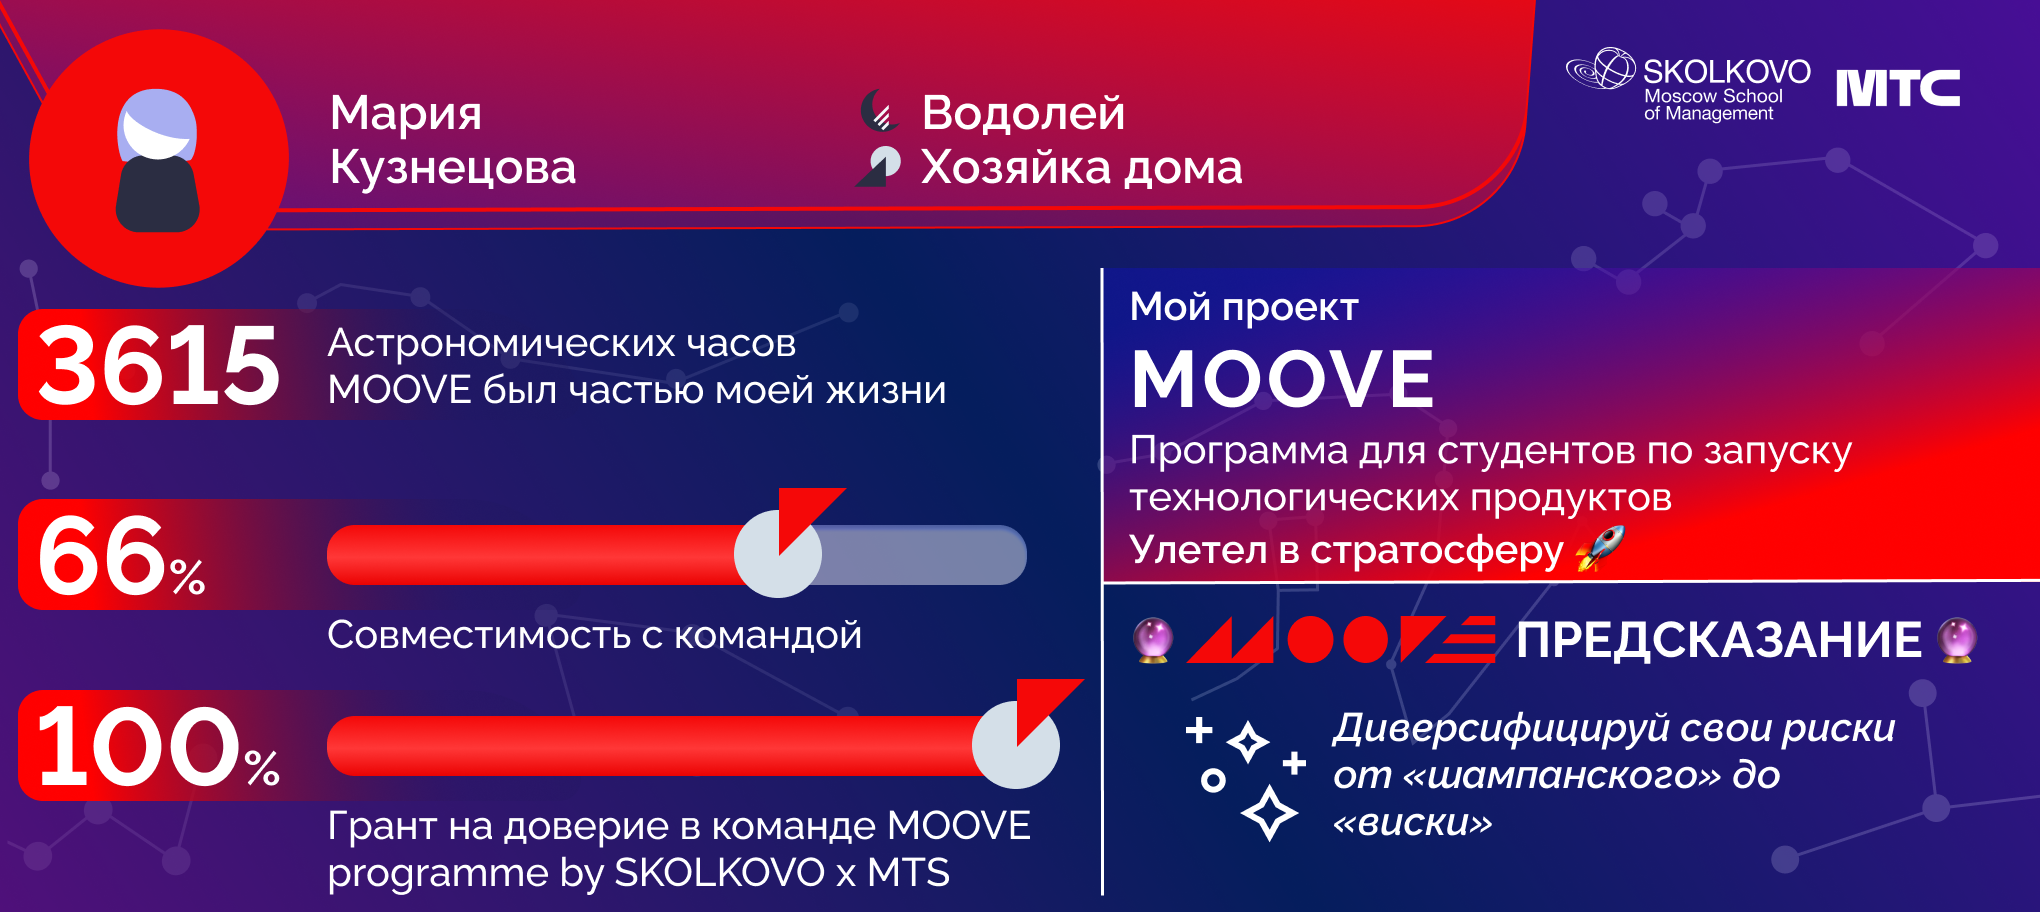 Мария
Кузнецова
Водолей
Хозяйка дома
SKOLKOVO
Moscow School
of Management
МТС
3615
Астрономических часов
MOOVE был частью моей жизни
66%
Совместимость с командой
100%
Грант на доверие в команде MOOVE
programme by SKOLKOVO x MTS
Мой проект
MOOVE
Программа для студентов по запуску
технологических продуктов
Улетел в стратосферу 🚀
🔮 MOOVE ПРЕДСКАЗАНИЕ 🔮
Диверсифицируй свои риски
от «шампанского» до
«виски»